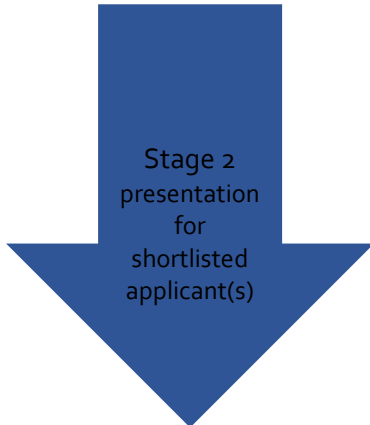 Stage 2
presentation
for
shortlisted
applicant(s)